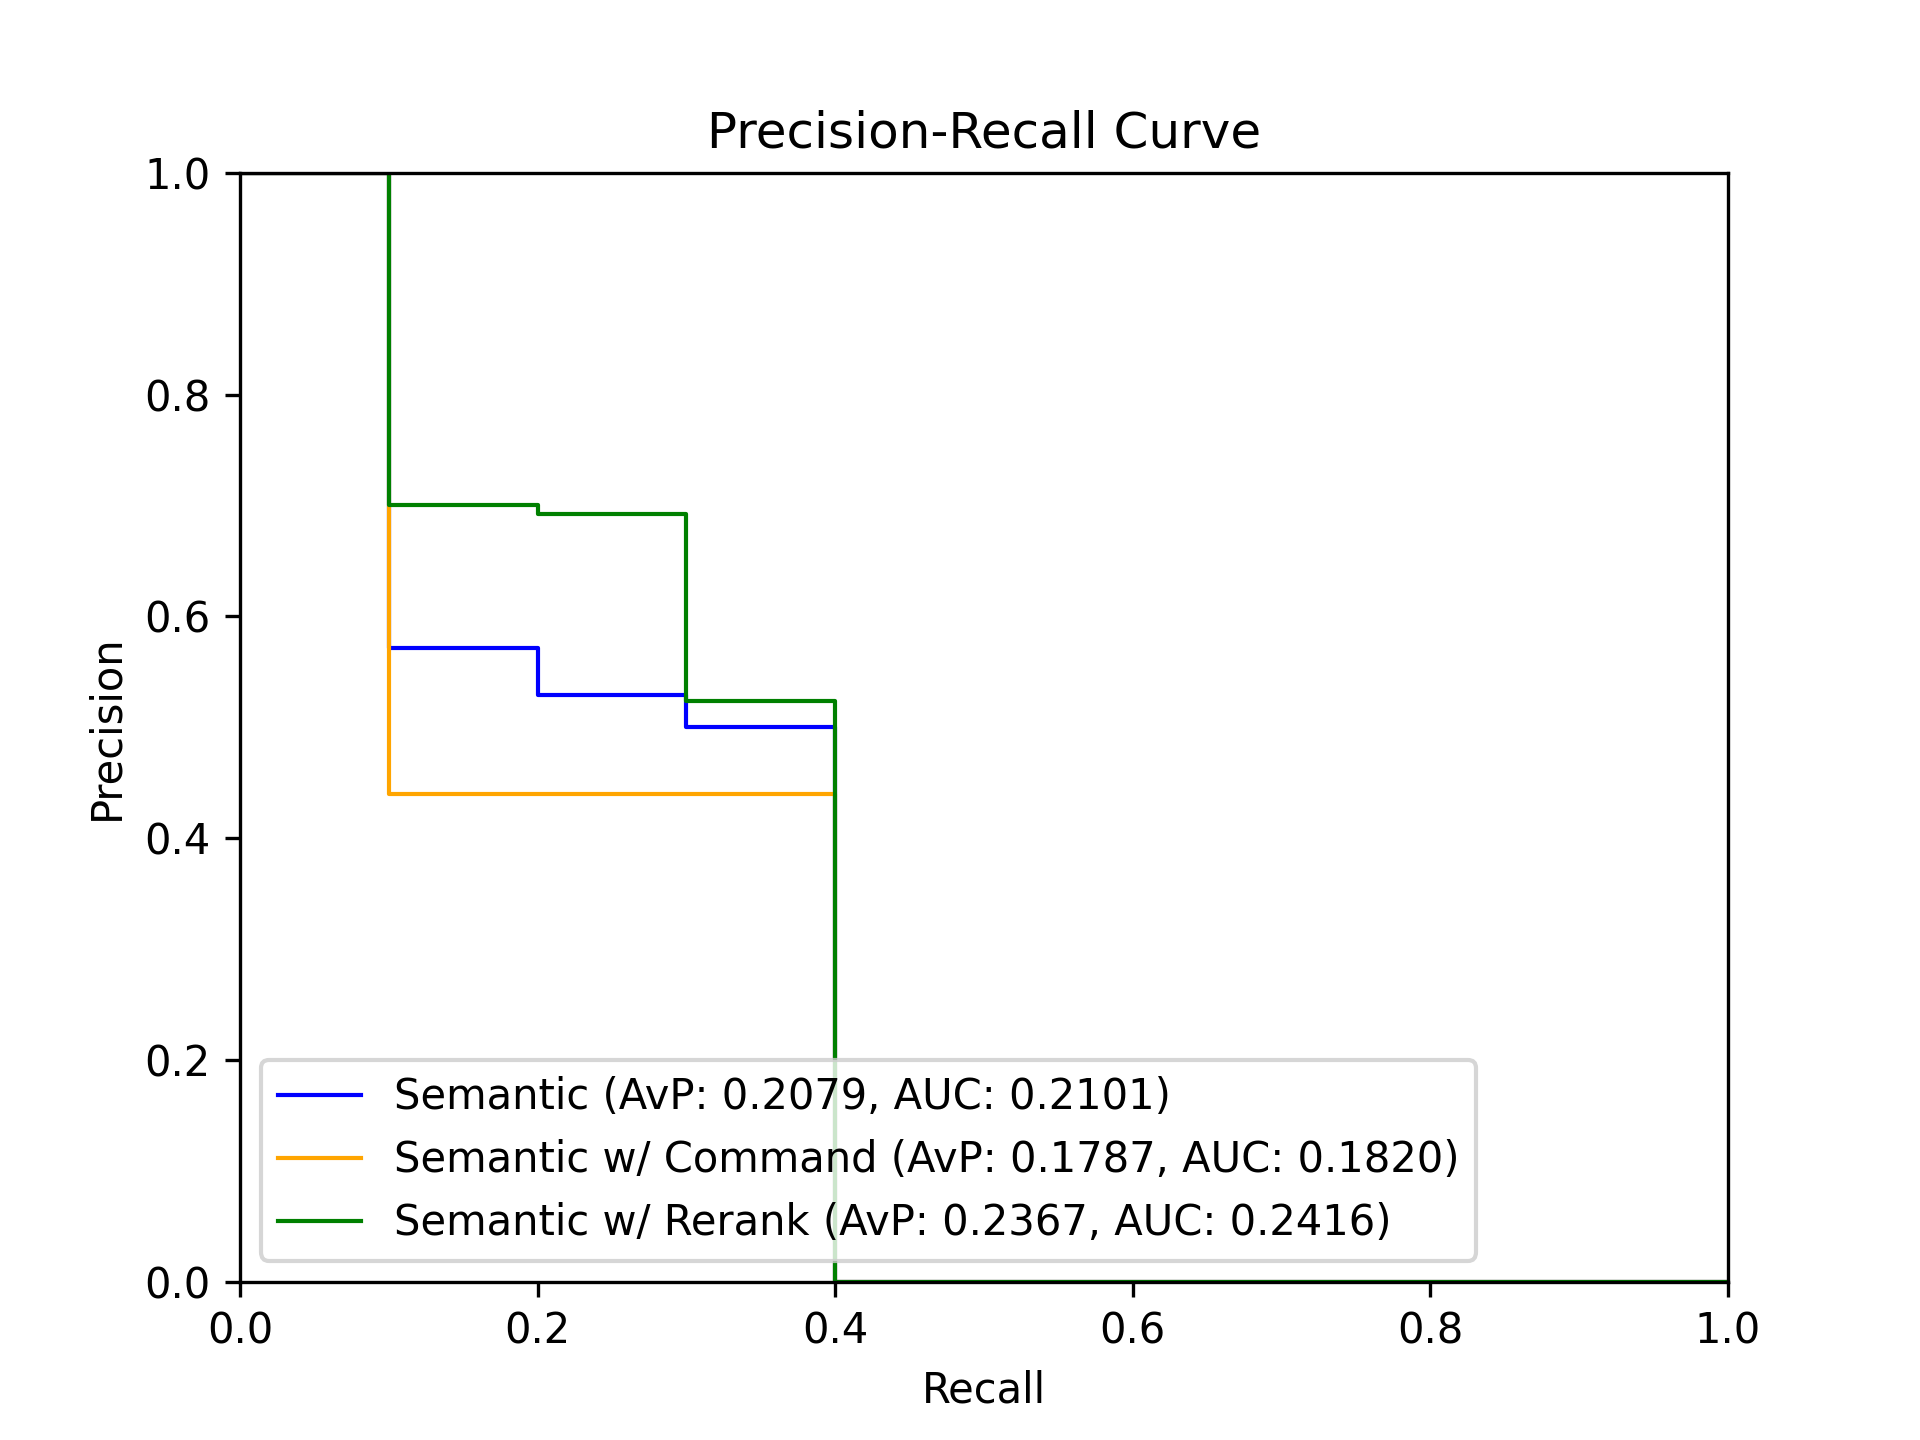 Precision-Recall Curve
1.0
0.8
0.6
0.4
0.2
0.0
Precision
Semantic (AvP: 0.2079, AUC: 0.2101)
Semantic w/ Command (AvP: 0.1787, AUC: 0.1820)
Semantic w/ Rerank (AvP: 0.2367, AUC: 0.2416)
0.0 0.2 0.4 0.6 0.8 1.0
Recall